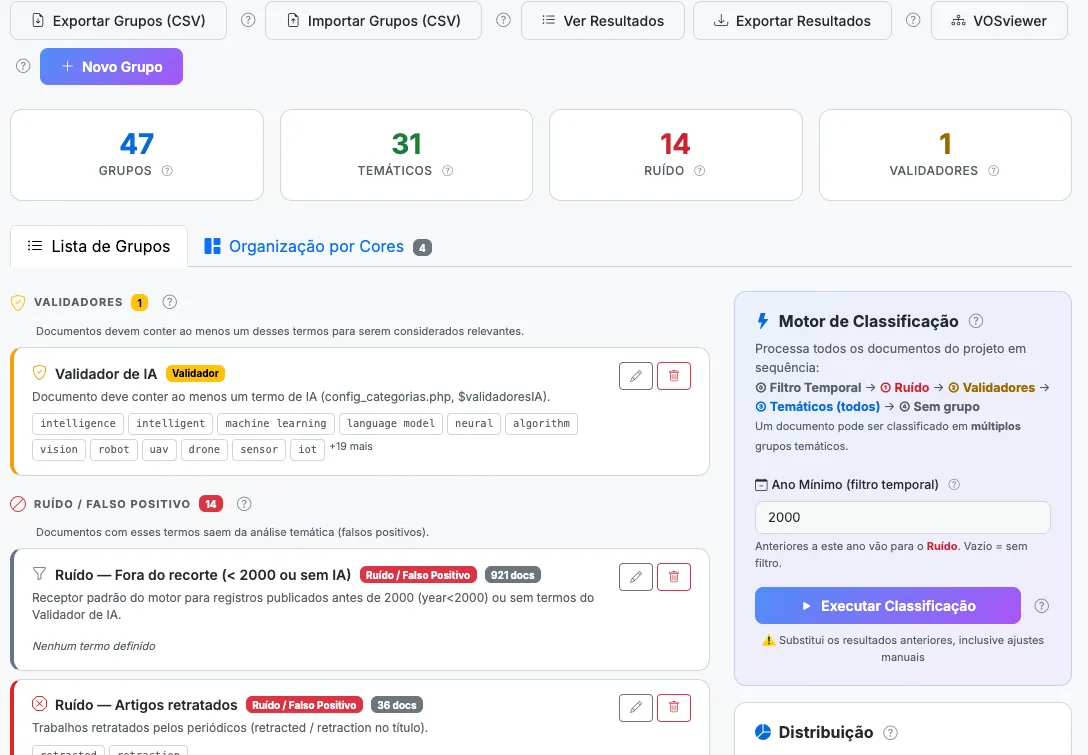 Exportar Grupos (CSV)
Importar Grupos (CSV)
Ver Resultados
Exportar Resultados
VOSviewer
+ Novo Grupo
47
GRUPOS
31
TEMÁTICOS
14
RUÍDO
1
VALIDADORES
Lista de Grupos
Organização por Cores 4
VALIDADORES 1
Documentos devem conter ao menos um desses termos para serem considerados relevantes.
Validador de IA Validador
Documento deve conter ao menos um termo de IA (config_categorias.php, $validadoresIA).
intelligence intelligent machine learning language model neural algorithm
vision robot uav drone sensor iot +19 mais
RUÍDO / FALSO POSITIVO 14
Documentos com esses termos saem da análise temática (falsos positivos).
Ruído — Fora do recorte (< 2000 ou sem IA) Ruído / Falso Positivo 921 docs
Receptor padrão do motor para registros publicados antes de 2000 (year<2000) ou sem termos do
Validador de IA.
Nenhum termo definido
Ruído — Artigos retratados Ruído / Falso Positivo 36 docs
Trabalhos retratados pelos periódicos (retracted / retraction no título).
retracted retraction
Motor de Classificação
Processa todos os documentos do projeto em
sequência:
⓪ Filtro Temporal → ① Ruído → ② Validadores →
③ Temáticos (todos) → ④ Sem grupo
Um documento pode ser classificado em múltiplos
grupos temáticos.
Ano Mínimo (filtro temporal)
2000
Anteriores a este ano vão para o Ruído. Vazio = sem
filtro.
Executar Classificação
Substitui os resultados anteriores, inclusive ajustes
manuais
Distribuição